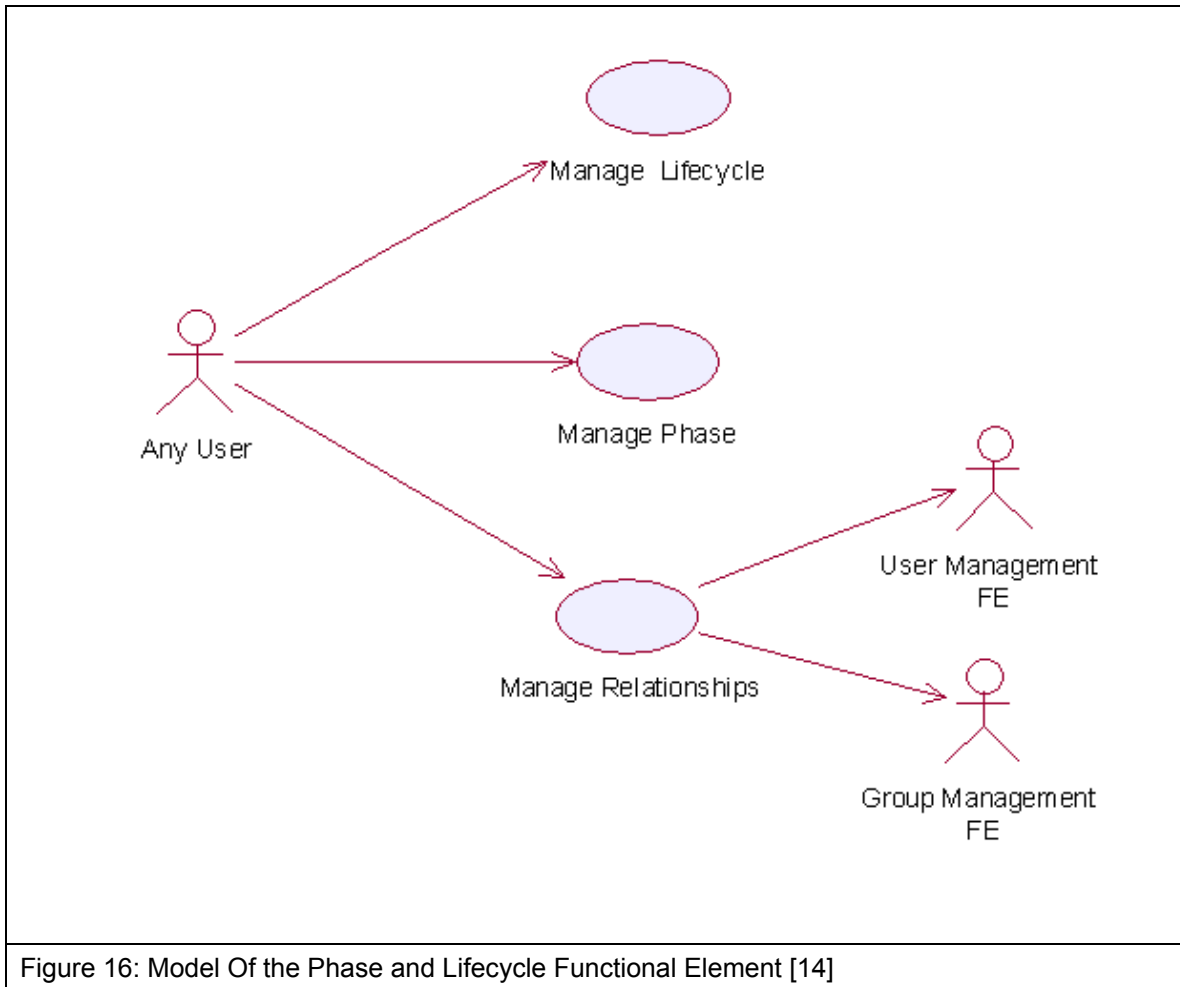 Manage Lifecycle
Any User
Manage Phase
User Management
FE
Manage Relationships
Group Management
FE
Figure 16: Model Of the Phase and Lifecycle Functional Element [14]